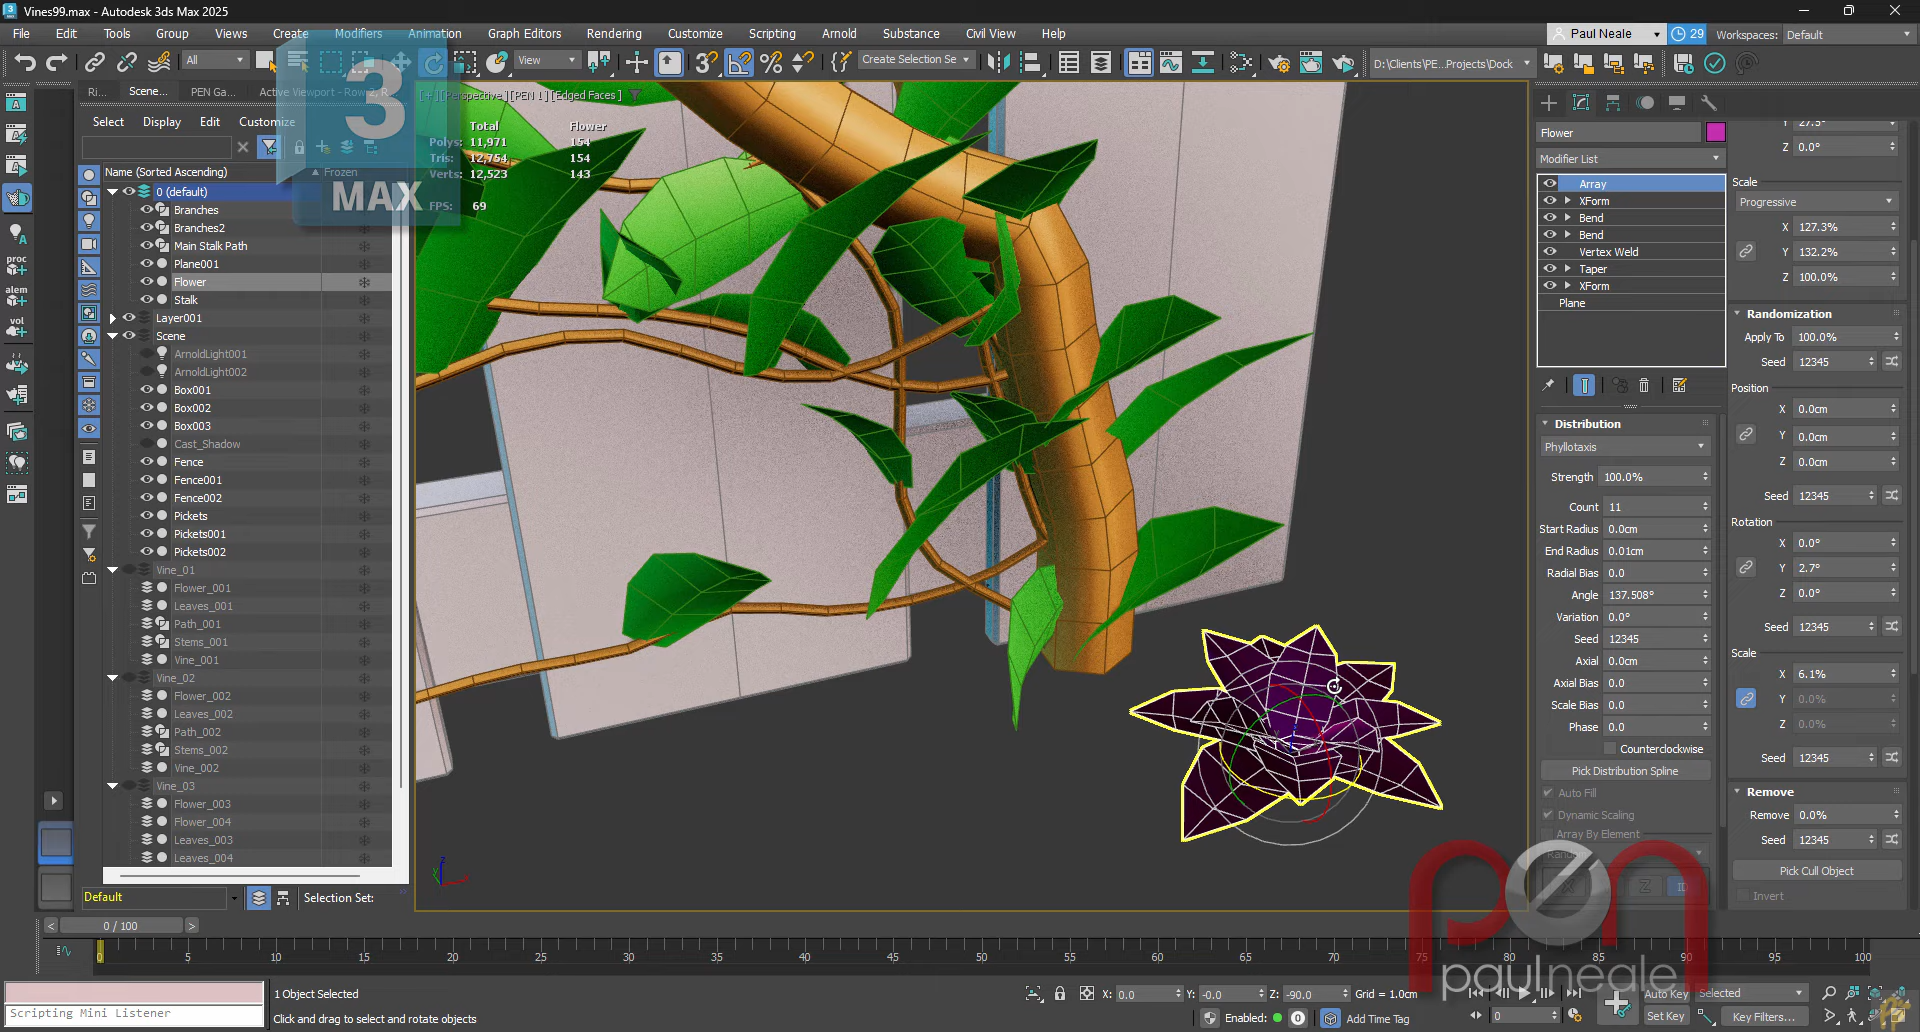 Vines99.max - Autodesk 3ds Max 2025
File Edit Tools Group Views Create Modifiers Animation Graph Editors Rendering Customize Scripting Arnold Substance Civil View Help
Paul Neale 29 Workspaces: Default
All View Create Selection Se D:\Clients\PE...Projects\Dock
Ri... Scene... PEN Ga... Active Viewport - Row 2, R
[+][Perspective][PEN 1][Edged Faces]
Select Display Edit Customize
3
MAX
Total Flower
Polys: 11,971 154
Tris: 12,754 154
Verts: 12,523 143
FPS: 69
Name (Sorted Ascending) Frozen
0 (default)
Branches
Branches2
Main Stalk Path
Plane001
Flower
Stalk
Layer001
Scene
ArnoldLight001
ArnoldLight002
Box001
Box002
Box003
Cast_Shadow
Fence
Fence001
Fence002
Pickets
Pickets001
Pickets002
Vine_01
Flower_001
Leaves_001
Path_001
Stems_001
Vine_001
Vine_02
Flower_002
Leaves_002
Path_002
Stems_002
Vine_002
Vine_03
Flower_003
Flower_004
Leaves_003
Leaves_004
proc
alem
vol
Default Selection Set:
Flower
Modifier List
Array
XForm
Bend
Bend
Vertex Weld
Taper
XForm
Plane
Distribution
Phyllotaxis
Strength 100.0%
Count 11
Start Radius 0.0cm
End Radius 0.01cm
Radial Bias 0.0
Angle 137.508°
Variation 0.0°
Seed 12345
Axial 0.0cm
Axial Bias 0.0
Scale Bias 0.0
Phase 0.0
Counterclockwise
Pick Distribution Spline
Auto Fill
Dynamic Scaling
Array By Element
Y 27.5°
Z 0.0°
Scale
Progressive
X 127.3%
Y 132.2%
Z 100.0%
Randomization
Apply To 100.0%
Seed 12345
Position
X 0.0cm
Y 0.0cm
Z 0.0cm
Seed 12345
Rotation
X 0.0°
Y 2.7°
Z 0.0°
Seed 12345
Scale
X 6.1%
Y 0.0%
Z 0.0%
Seed 12345
Remove
Remove 0.0%
Seed 12345
Pick Cull Object
Invert
pen
paulneale
< 0 / 100 >
0 5 10 15 20 25 30 35 40 45 50 55 60 65 70 75 80 85 90 95 100
Scripting Mini Listener
1 Object Selected
Click and drag to select and rotate objects
X: 0.0 Y: -0.0 Z: -90.0 Grid = 1.0cm
Enabled: 0 Add Time Tag
0
Auto Key Selected
Set Key Key Filters...